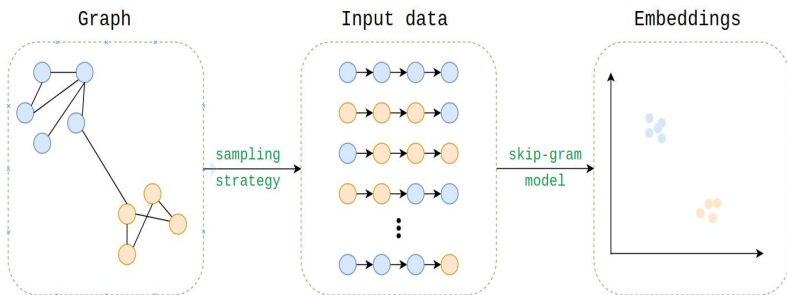 Graph
Input data
Embeddings
sampling
strategy
skip-gram
model